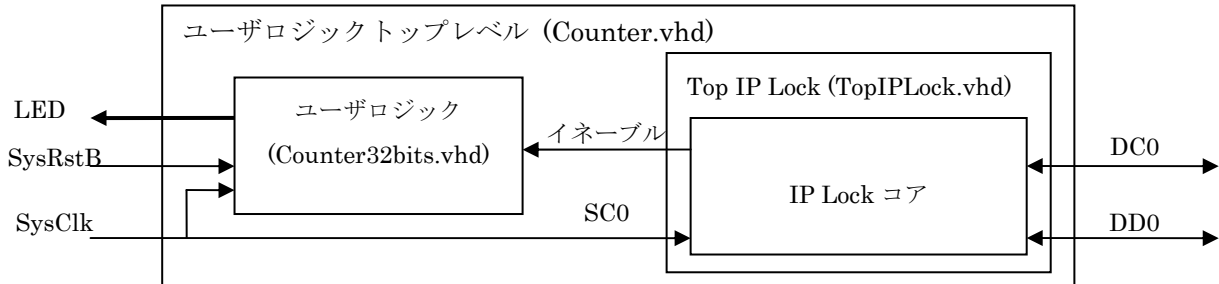 ユーザロジックトップレベル (Counter.vhd)
Top IP Lock (TopIPLock.vhd)
LED
ユーザロジック
(Counter32bits.vhd)
イネーブル
SysRstB
DC0
IP Lock コア
SC0
SysClk
DD0